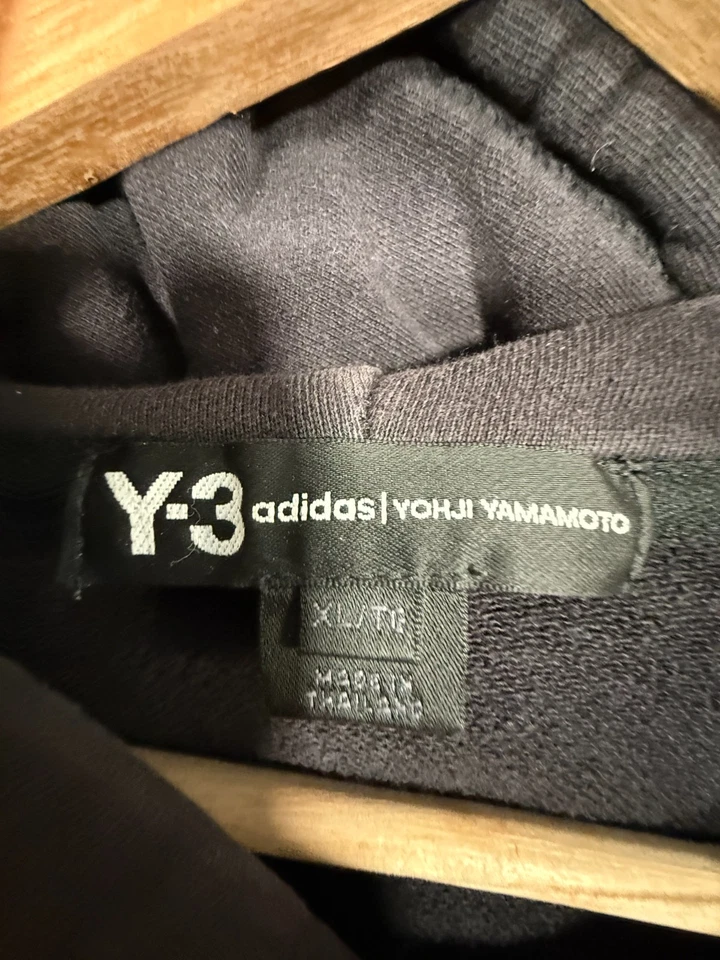 Y-3 adidas | YOHJI YAMAMOTO
XL/TG
MADE IN
THAILAND